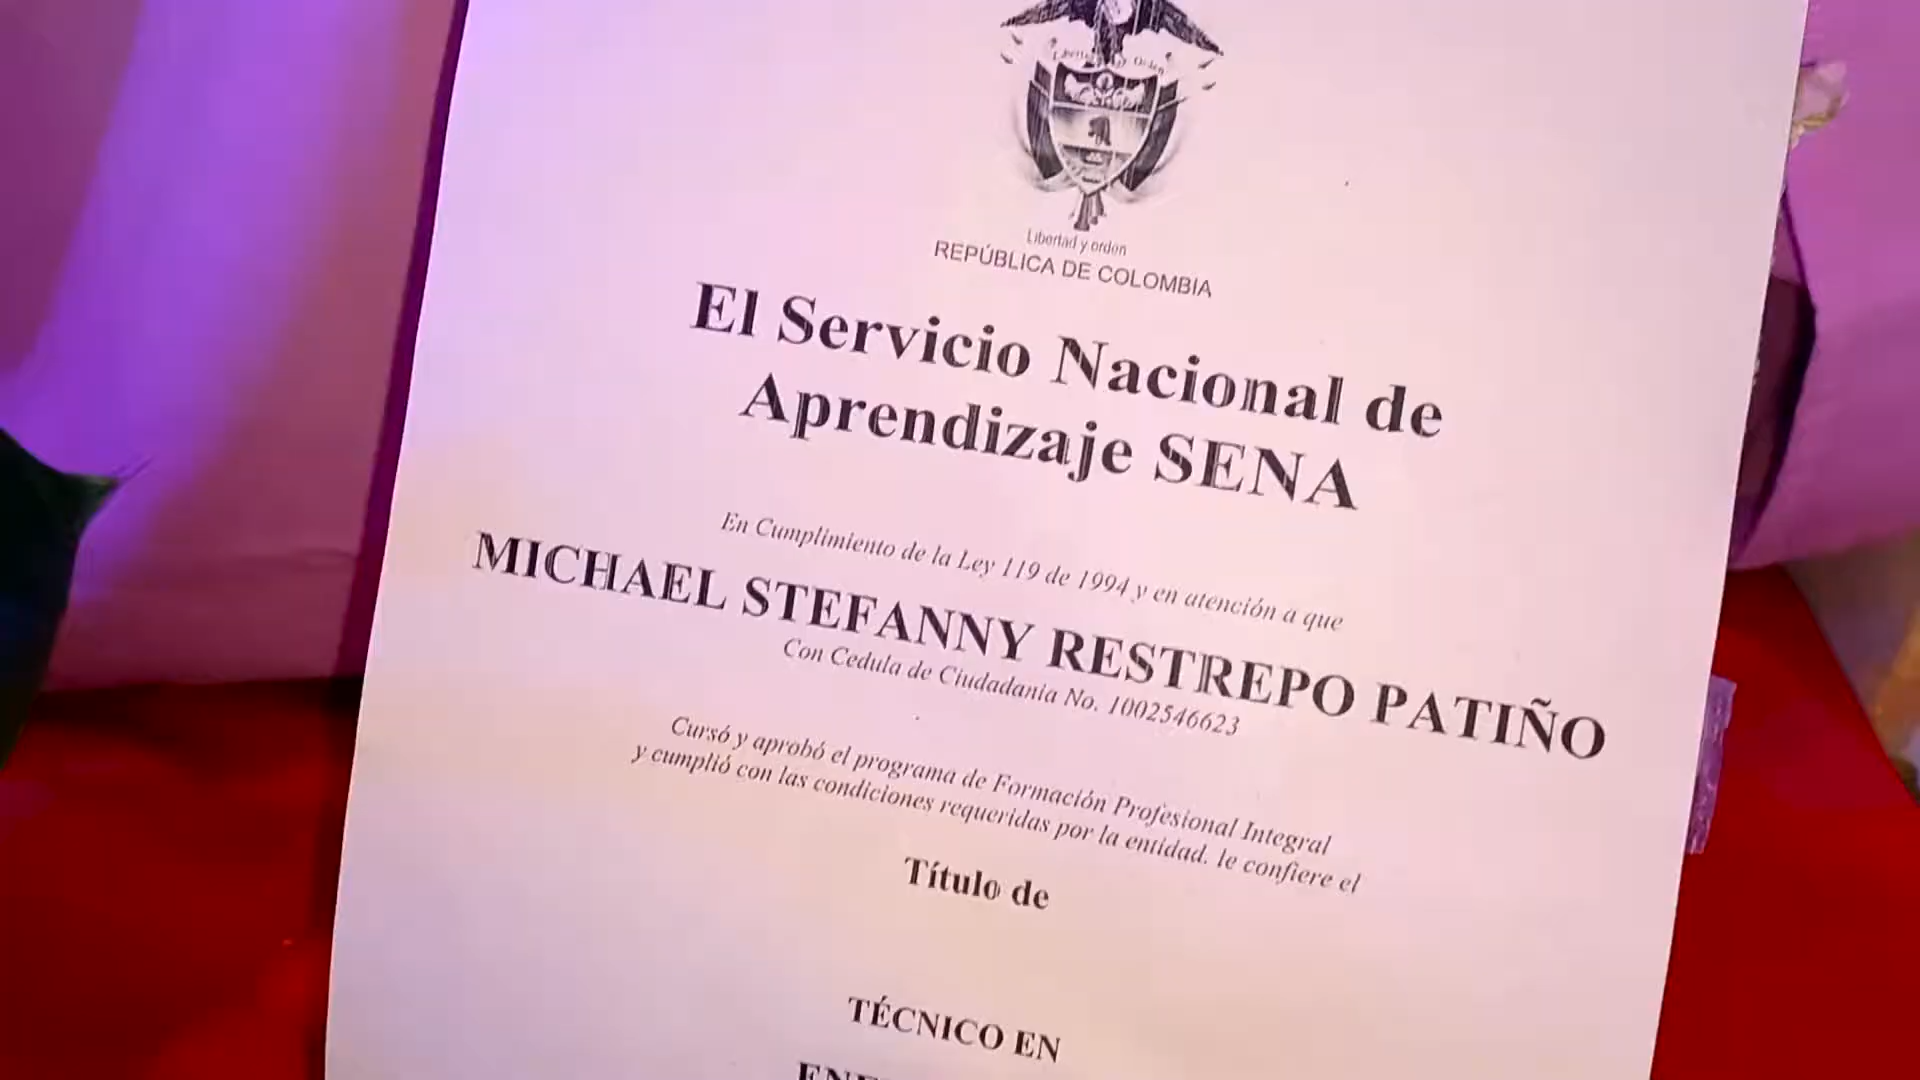 Libertad y orden
REPÚBLICA DE COLOMBIA
El Servicio Nacional de
Aprendizaje SENA
En Cumplimiento de la Ley 119 de 1994 y en atención a que
MICHAEL STEFANNY RESTREPO PATIÑO
Con Cedula de Ciudadania No. 1002546623
Cursó y aprobó el programa de Formación Profesional Integral
y cumplió con las condiciones requeridas por la entidad. le confiere el
Título de
TÉCNICO EN